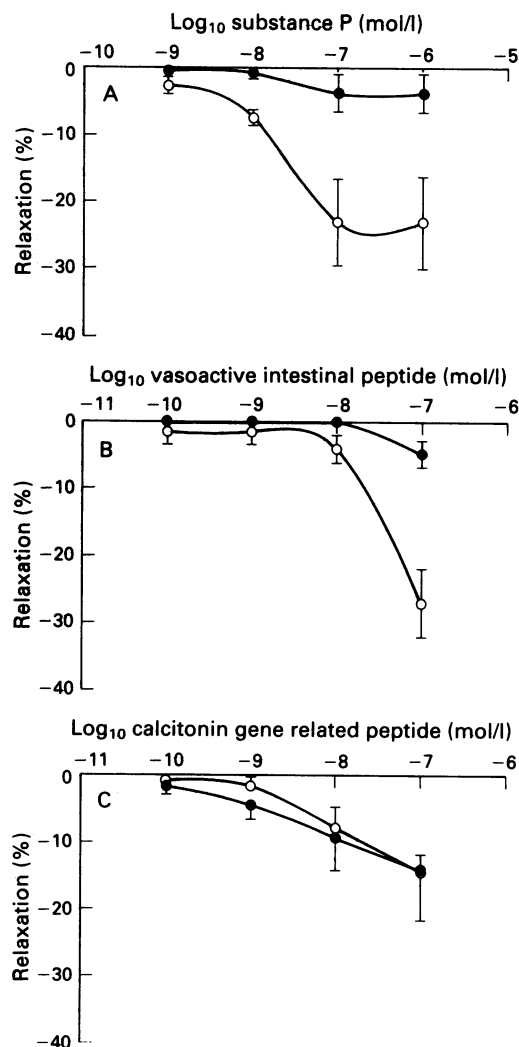 Log₁₀ substance P (mol/l)
−10 −9 −8 −7 −6 −5
0
A
−10
−20
−30
−40
Relaxation (%)
Log₁₀ vasoactive intestinal peptide (mol/l)
−11 −10 −9 −8 −7 −6
0
B
−10
−20
−30
−40
Relaxation (%)
Log₁₀ calcitonin gene related peptide (mol/l)
−11 −10 −9 −8 −7 −6
0
C
−10
−20
−30
−40
Relaxation (%)